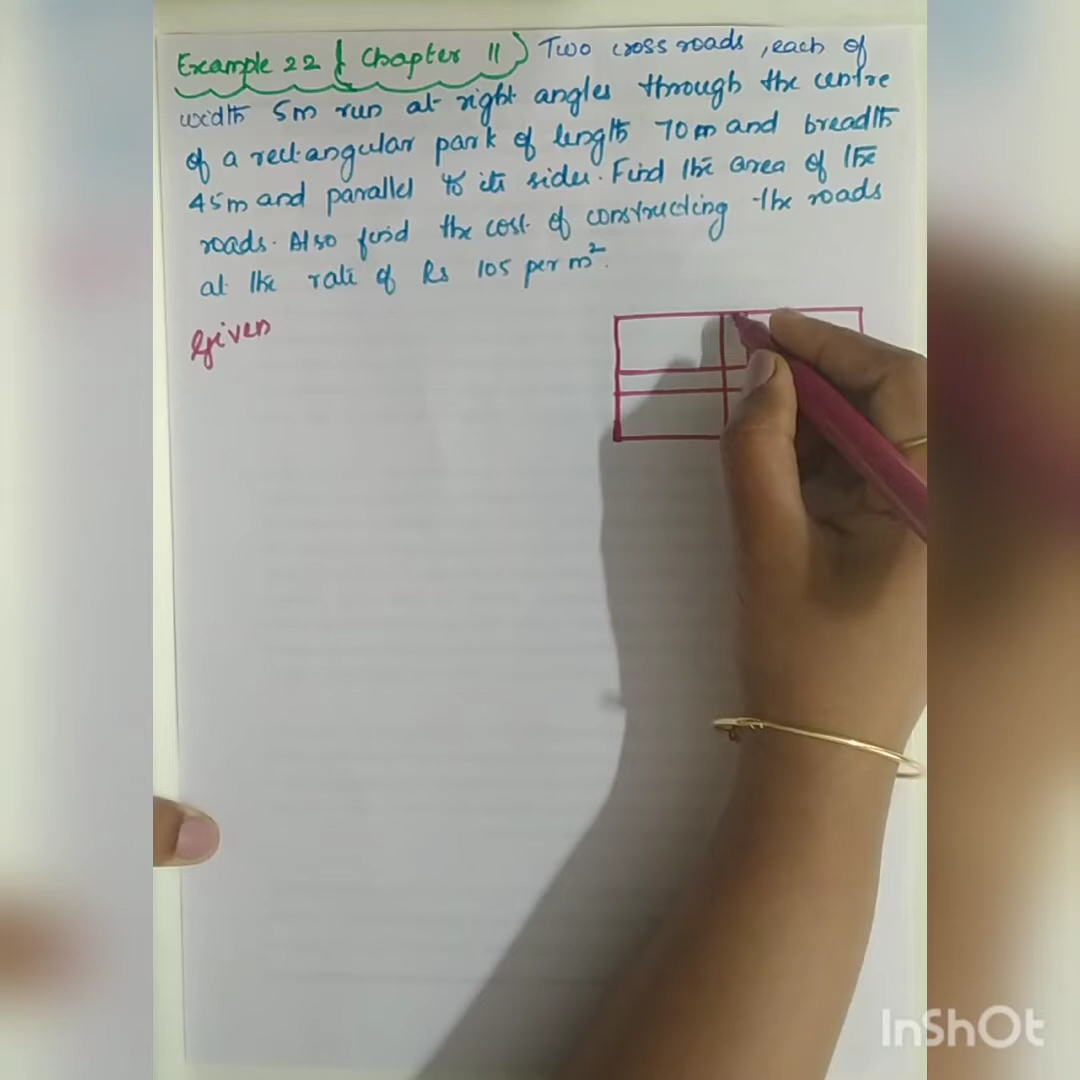 Example 22 { Chapter 11 } Two cross roads, each of
width 5m run at right angles through the centre
of a rectangular park of length 70m and breadth
45m and parallel to its sides. Find the area of the
roads. Also find the cost of constructing the roads
at the rate of Rs 105 per m².
Given
InShOt